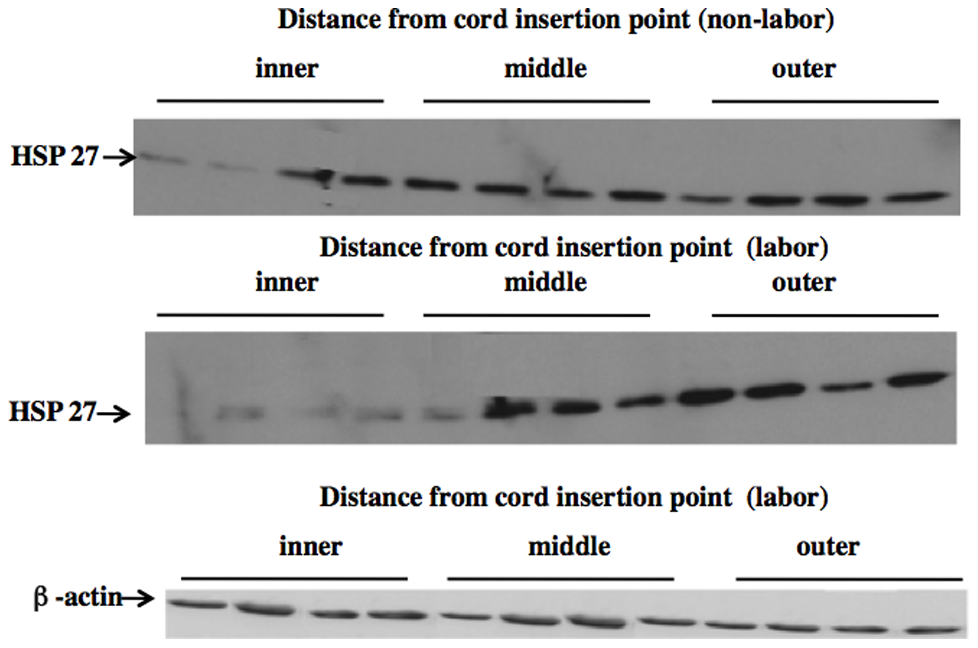 Distance from cord insertion point (non-labor)
inner middle outer
HSP 27
Distance from cord insertion point (labor)
inner middle outer
HSP 27
Distance from cord insertion point (labor)
inner middle outer
β -actin